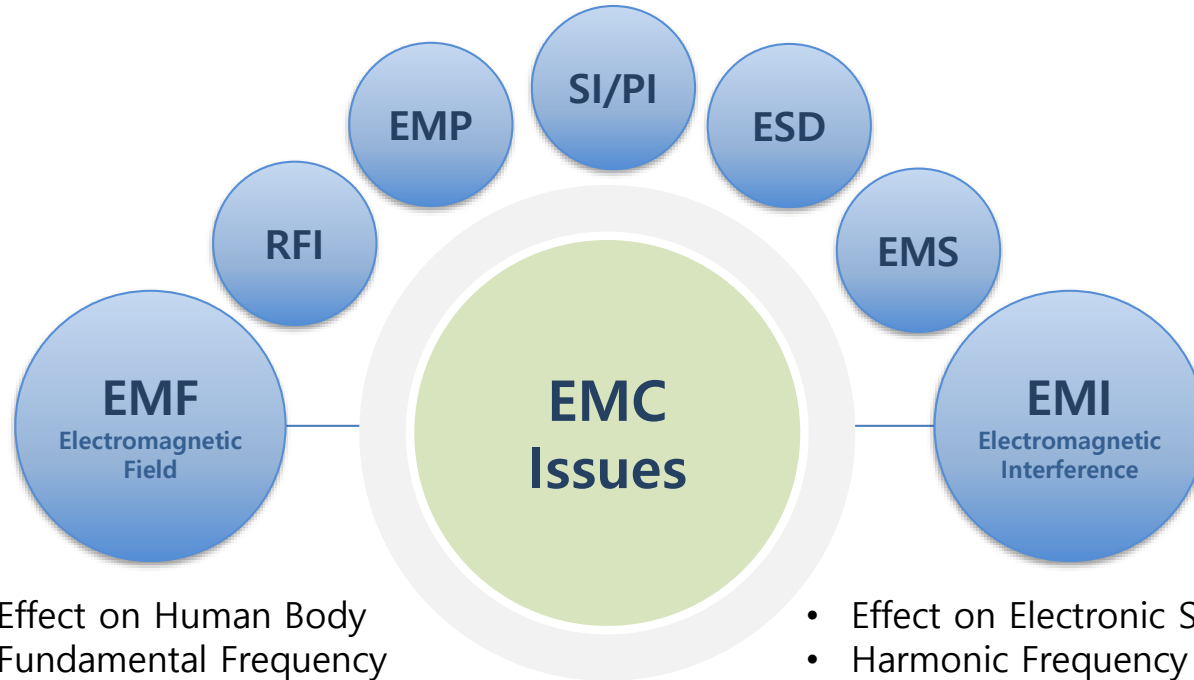 SI/PI
EMP
ESD
RFI
EMS
EMF
Electromagnetic
Field
EMC
Issues
EMI
Electromagnetic
Interference
Effect on Human Body
Fundamental Frequency
• Effect on Electronic S
• Harmonic Frequency